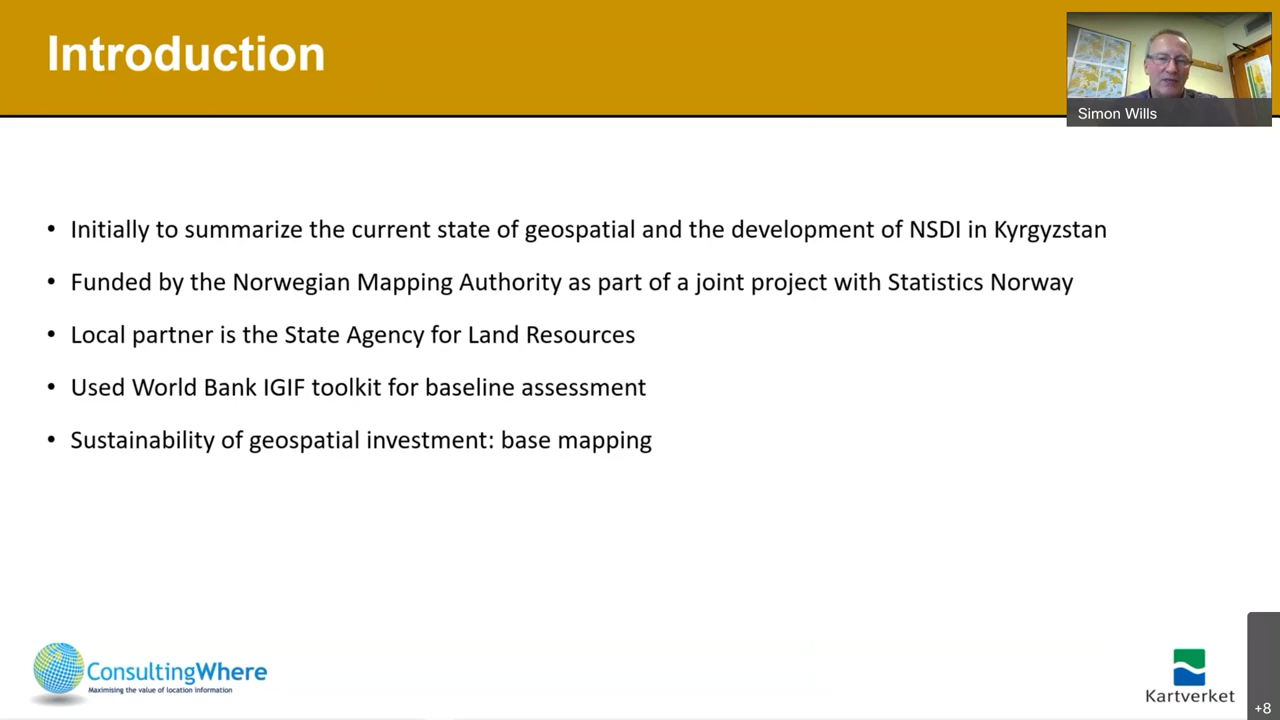 Introduction
Simon Wills
• Initially to summarize the current state of geospatial and the development of NSDI in Kyrgyzstan
• Funded by the Norwegian Mapping Authority as part of a joint project with Statistics Norway
• Local partner is the State Agency for Land Resources
• Used World Bank IGIF toolkit for baseline assessment
• Sustainability of geospatial investment: base mapping
ConsultingWhere
Maximising the value of location information
Kartverket
+8